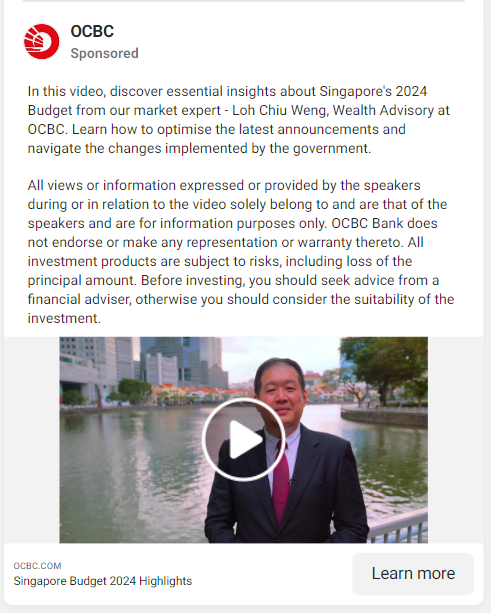 OCBC
Sponsored
In this video, discover essential insights about Singapore's 2024
Budget from our market expert - Loh Chiu Weng, Wealth Advisory at
OCBC. Learn how to optimise the latest announcements and
navigate the changes implemented by the government.
All views or information expressed or provided by the speakers
during or in relation to the video solely belong to and are that of the
speakers and are for information purposes only. OCBC Bank does
not endorse or make any representation or warranty thereto. All
investment products are subject to risks, including loss of the
principal amount. Before investing, you should seek advice from a
financial adviser, otherwise you should consider the suitability of the
investment.
OCBC.COM
Singapore Budget 2024 Highlights
Learn more